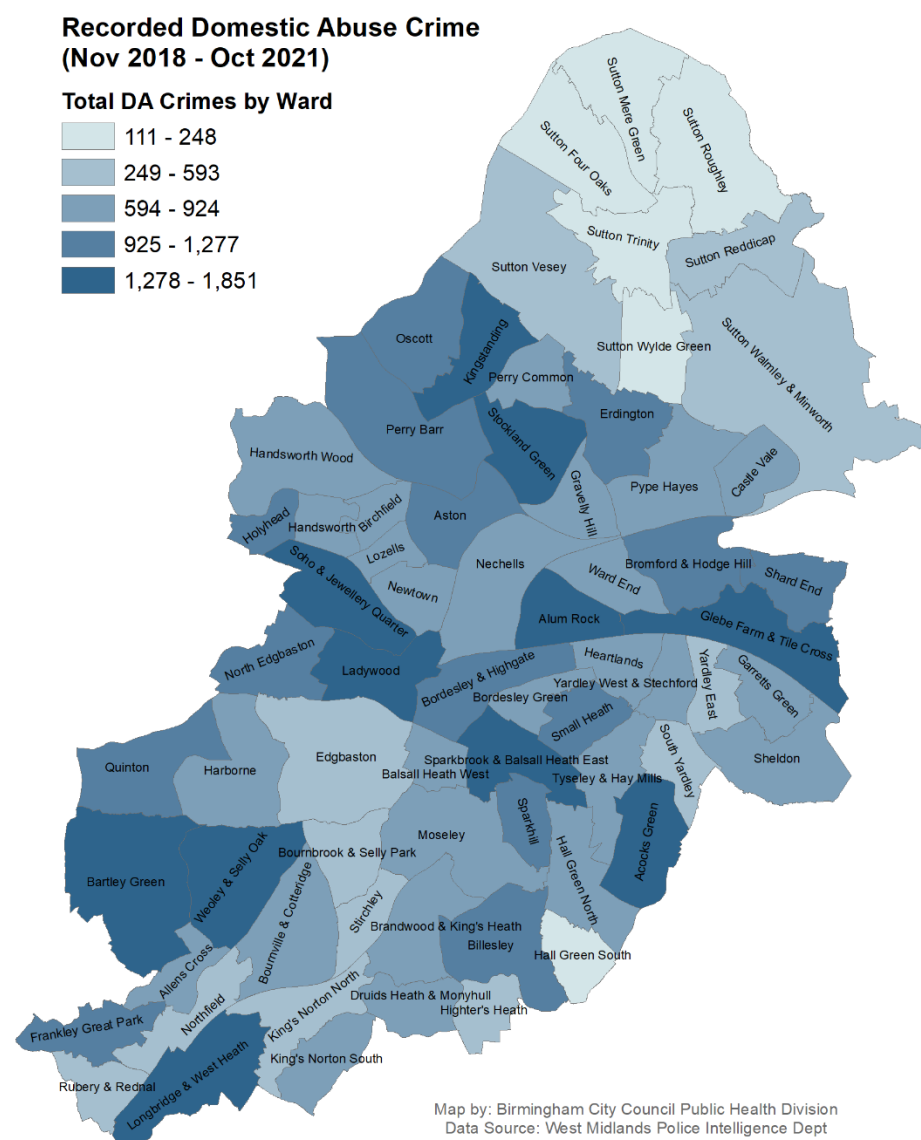 Recorded Domestic Abuse Crime
(Nov 2018 - Oct 2021)
Total DA Crimes by Ward
111 - 248
249 - 593
594 - 924
925 - 1,277
1,278 - 1,851
Sutton Mere Green
Sutton Four Oaks
Sutton Roughley
Sutton Trinity
Sutton Reddicap
Sutton Vesey
Sutton Wylde Green
Sutton Walmley & Minworth
Oscott
Kingstanding
Perry Common
Erdington
Perry Barr
Stockland Green
Handsworth Wood
Gravelly Hill
Pype Hayes
Castle Vale
Holyhead
Handsworth
Birchfield
Aston
Lozells
Nechells
Soho & Jewellery Quarter
Newtown
Ward End
Bromford & Hodge Hill
Shard End
Alum Rock
Glebe Farm & Tile Cross
North Edgbaston
Ladywood
Bordesley & Highgate
Heartlands
Bordesley Green
Yardley West & Stechford
Yardley East
Garretts Green
Small Heath
Quinton
Harborne
Edgbaston
Balsall Heath West
Sparkbrook & Balsall Heath East
Tyseley & Hay Mills
South Yardley
Sheldon
Bartley Green
Weoley & Selly Oak
Bournbrook & Selly Park
Moseley
Sparkhill
Hall Green North
Acocks Green
Allens Cross
Bournville & Cotteridge
Stirchley
Brandwood & King's Heath
Billesley
Hall Green South
Frankley Great Park
Northfield
King's Norton North
Druids Heath & Monyhull
Highter's Heath
Rubery & Rednal
Longbridge & West Heath
King's Norton South
Map by: Birmingham City Council Public Health Division
Data Source: West Midlands Police Intelligence Dept